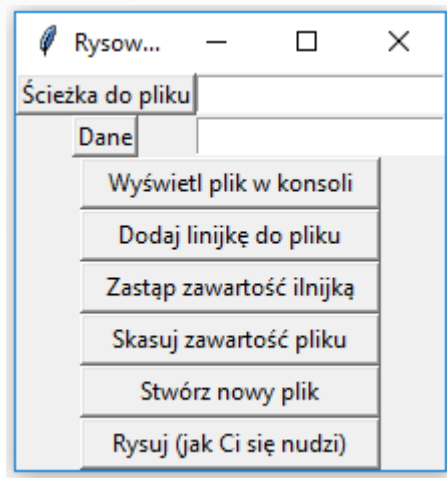 Rysow...
Ścieżka do pliku
Dane
Wyświetl plik w konsoli
Dodaj linijkę do pliku
Zastąp zawartość ilnijką
Skasuj zawartość pliku
Stwórz nowy plik
Rysuj (jak Ci się nudzi)